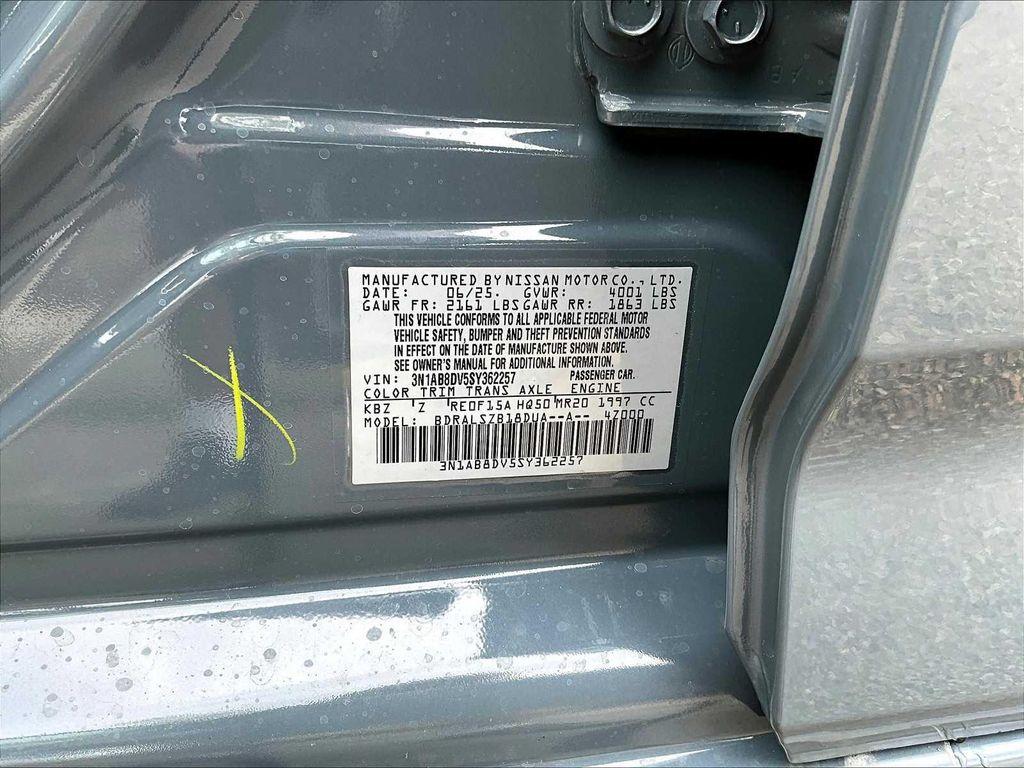 MANUFACTURED BY NISSAN MOTOR CO., LTD.
DATE: 06/25. GVWR: 4001 LBS
GAWR FR: 2161 LBS GAWR RR: 1863 LBS
THIS VEHICLE CONFORMS TO ALL APPLICABLE FEDERAL MOTOR
VEHICLE SAFETY, BUMPER AND THEFT PREVENTION STANDARDS
IN EFFECT ON THE DATE OF MANUFACTURE SHOWN ABOVE.
SEE OWNER'S MANUAL FOR ADDITIONAL INFORMATION.
VIN: 3N1AB8DV5SY362257 PASSENGER CAR.
COLOR TRIM TRANS AXLE ENGINE
KBZ Z RE0F15A HQ50 MR20 1997 CC
MODEL: BDRALSZB18DUA--A-- 4Z000
3N1AB8DV5SY362257